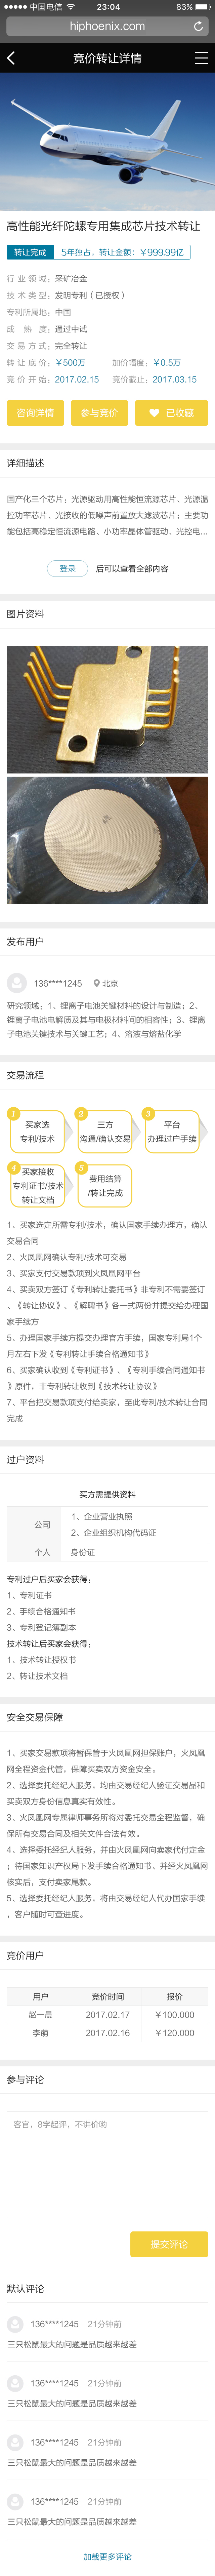 中国电信 23:04 83%
hiphoenix.com
竞价转让详情
高性能光纤陀螺专用集成芯片技术转让
转让完成 5年独占，转让金额：￥999.99亿
行业领域：采矿冶金
技术类型：发明专利（已授权）
专利所属地：中国
成熟度：通过中试
交易方式：完全转让
转让底价：￥500万 加价幅度：￥0.5万
竞价开始：2017.02.15 竞价截止：2017.03.15
咨询详情 参与竞价 已收藏
详细描述
国产化三个芯片：光源驱动用高性能恒流源芯片、光源温
控功率芯片、光接收的低噪声前置放大滤波芯片；主要功
能包括高稳定恒流源电路、小功率晶体管驱动、光控电...
登录 后可以查看全部内容
图片资料
发布用户
136****1245 北京
研究领域：1、锂离子电池关键材料的设计与制造；2、
锂离子电池电解质及其与电极材料间的相容性；3、锂离
子电池关键技术与关键工艺；4、溶液与熔盐化学
交易流程
1 2 3
买家选 三方 平台
专利/技术 沟通/确认交易 办理过户手续
4 5
买家接收 费用结算
专利证书/技术 /转让完成
转让文档
1、买家选定所需专利/技术，确认国家手续办理方，确认
交易合同
2、火凤凰网确认专利/技术可交易
3、买家支付交易款项到火凤凰网平台
4、买卖双方签订《专利转让委托书》非专利不需要签订
、《转让协议》、《解聘书》各一式两份并提交给办理国
家手续方
5、办理国家手续方提交办理官方手续，国家专利局1个
月左右下发《专利转让手续合格通知书》
6、买家确认收到《专利证书》、《专利手续合同通知书
》原件，非专利转让收到《技术转让协议》
7、平台把交易款项支付给卖家，至此专利/技术转让合同
完成
过户资料
买方需提供资料
公司 1、企业营业执照
2、企业组织机构代码证
个人 身份证
专利过户后买家会获得：
1、专利证书
2、手续合格通知书
3、专利登记簿副本
技术转让后买家会获得：
1、技术转让授权书
2、转让技术文档
安全交易保障
1、买家交易款项将暂保管于火凤凰网担保账户，火凤凰
网全程资金代管，保障买卖双方资金安全。
2、选择委托经纪人服务，均由交易经纪人验证交易品和
买卖双方身份信息真实有效性。
3、火凤凰网专属律师事务所将对委托交易全程监督，确
保所有交易合同及相关文件合法有效。
4、选择委托经纪人服务，并由火凤凰网向卖家代付定金
；待国家知识产权局下发手续合格通知书、并经火凤凰网
核实后，支付卖家尾款。
5、选择委托经纪人服务，将由交易经纪人代办国家手续
，客户随时可查进度。
竞价用户
用户 竞价时间 报价
赵一晨 2017.02.17 ￥100.000
李萌 2017.02.16 ￥120.000
参与评论
客官，8字起评，不讲价哟
提交评论
默认评论
136****1245 21分钟前
三只松鼠最大的问题是品质越来越差
136****1245 21分钟前
三只松鼠最大的问题是品质越来越差
136****1245 21分钟前
三只松鼠最大的问题是品质越来越差
136****1245 21分钟前
三只松鼠最大的问题是品质越来越差
加载更多评论